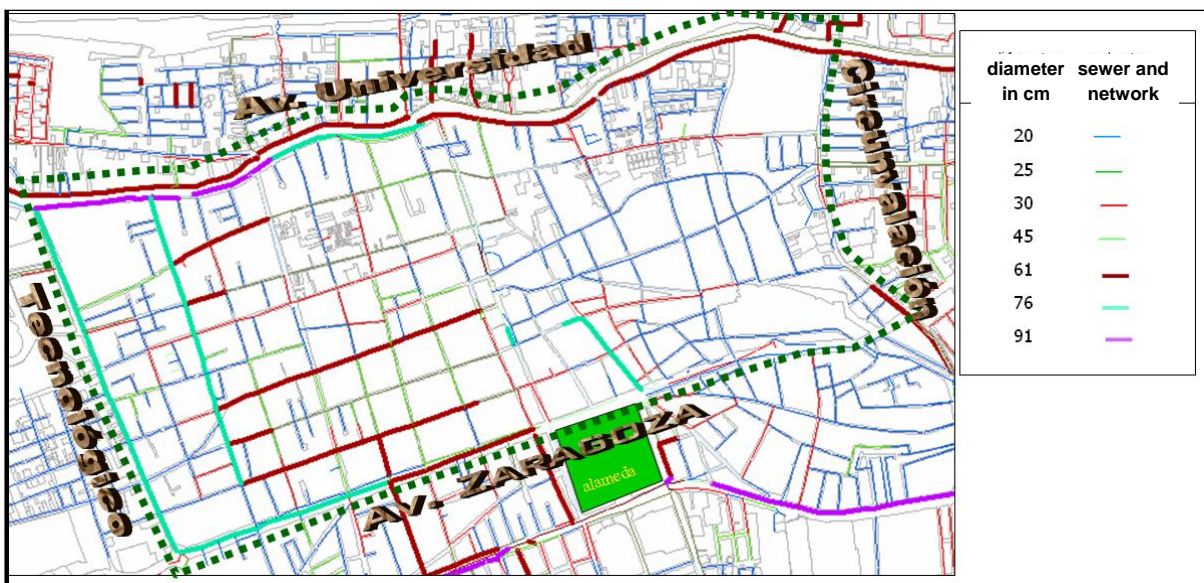 Av. Universidad
Circunvalación
Tecnológico
Av. ZARAGOZA
alameda
diameter sewer and
in cm network
20
25
30
45
61
76
91